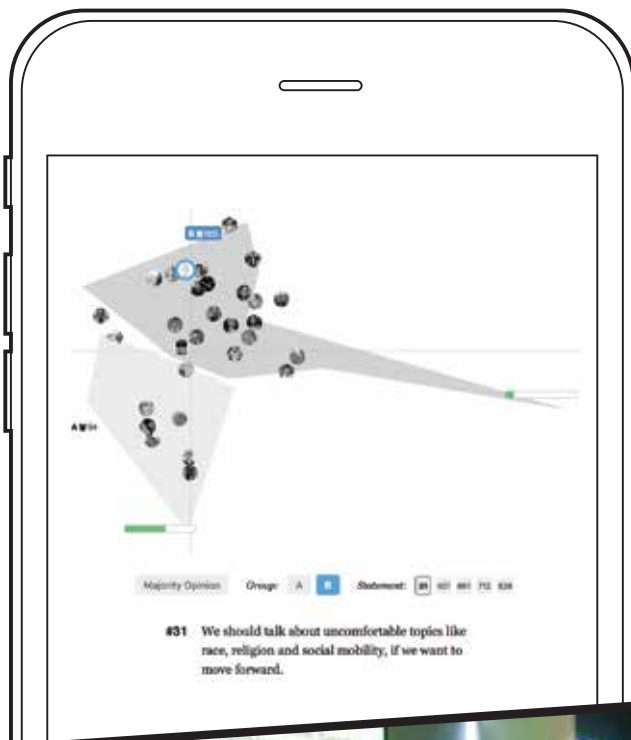 Majority Opinion Group: A B Statement: 31
#31 We should talk about uncomfortable topics like
race, religion and social mobility, if we want to
move forward.